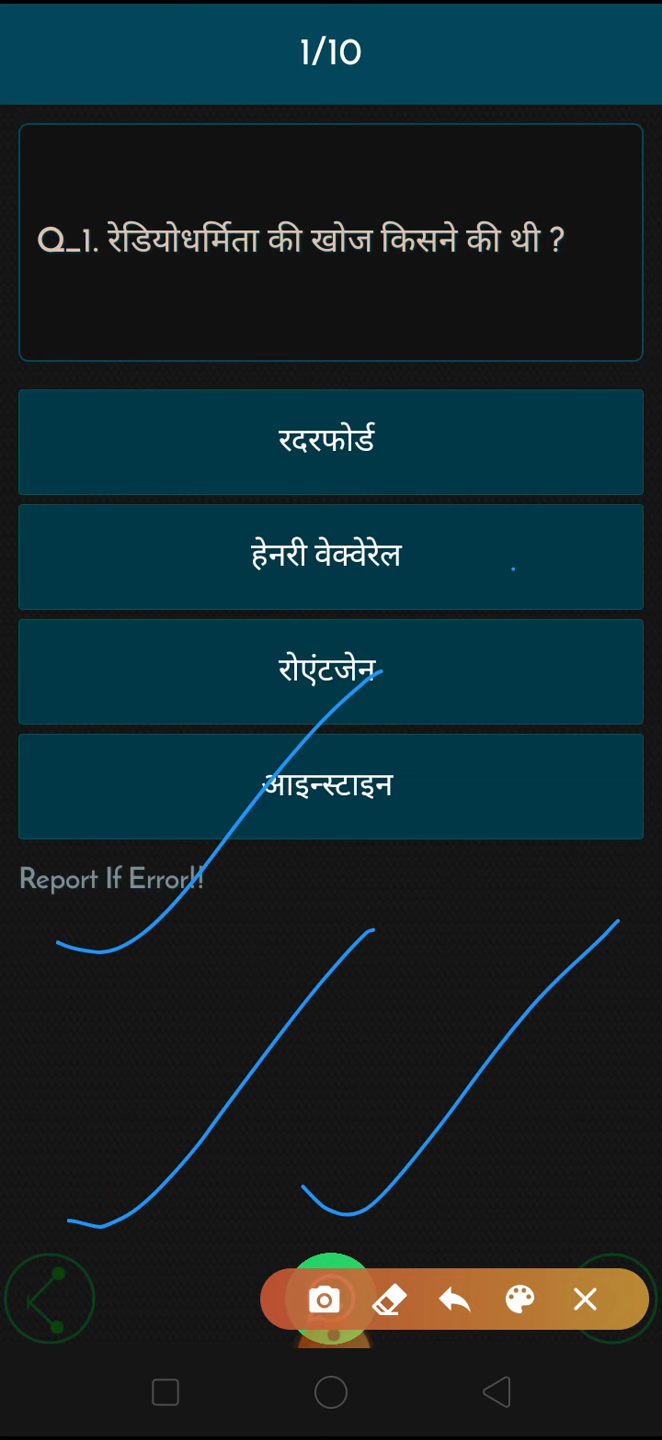 1/10
Q_1. रेडियोधर्मिता की खोज किसने की थी ?
रदरफोर्ड
हेनरी वेक्वेरेल
रोएंटजेन
आइन्स्टाइन
Report If Error!!